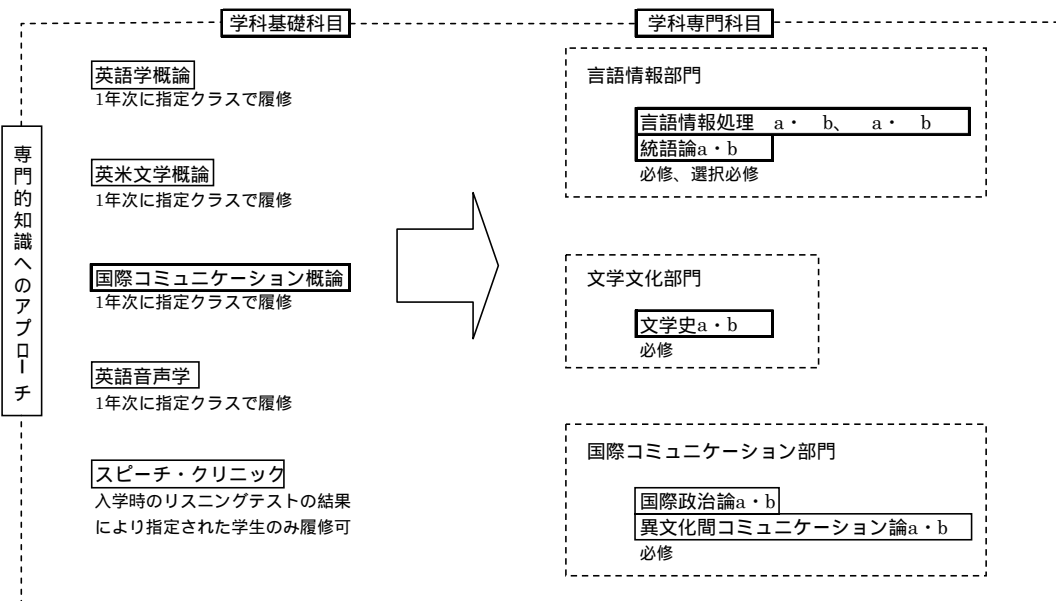 学科基礎科目
学科専門科目
専門的知識へのアプローチ
英語学概論
1年次に指定クラスで履修
英米文学概論
1年次に指定クラスで履修
国際コミュニケーション概論
1年次に指定クラスで履修
英語音声学
1年次に指定クラスで履修
スピーチ・クリニック
入学時のリスニングテストの結果
により指定された学生のみ履修可
言語情報部門
言語情報処理 a・ b、 a・ b
統語論a・b
必修、選択必修
文学文化部門
文学史a・b
必修
国際コミュニケーション部門
国際政治論a・b
異文化間コミュニケーション論a・b
必修